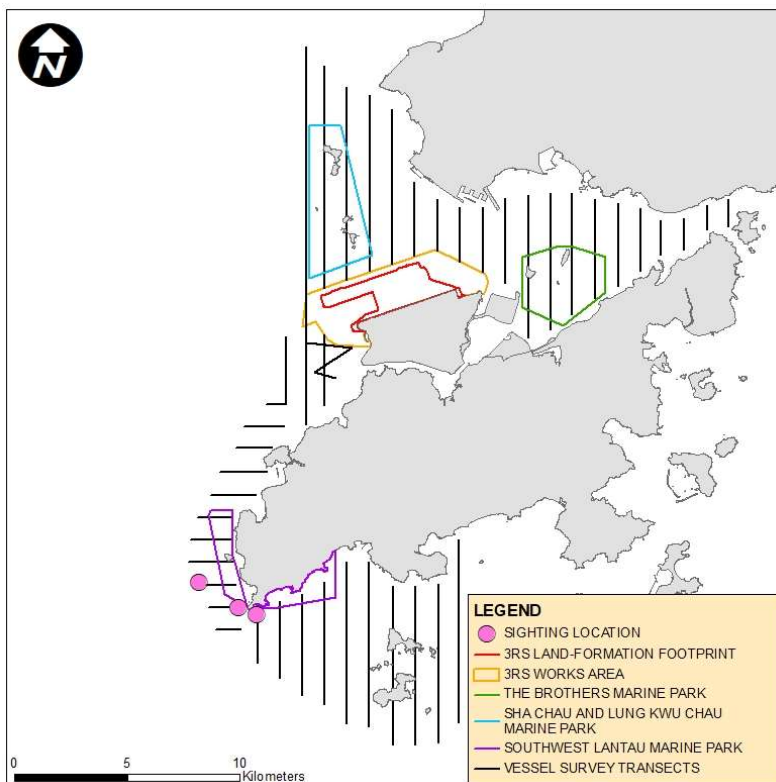 N
LEGEND
SIGHTING LOCATION
3RS LAND-FORMATION FOOTPRINT
3RS WORKS AREA
THE BROTHERS MARINE PARK
SHA CHAU AND LUNG KWU CHAU
MARINE PARK
SOUTHWEST LANTAU MARINE PARK
VESSEL SURVEY TRANSECTS
0 5 10
Kilometers